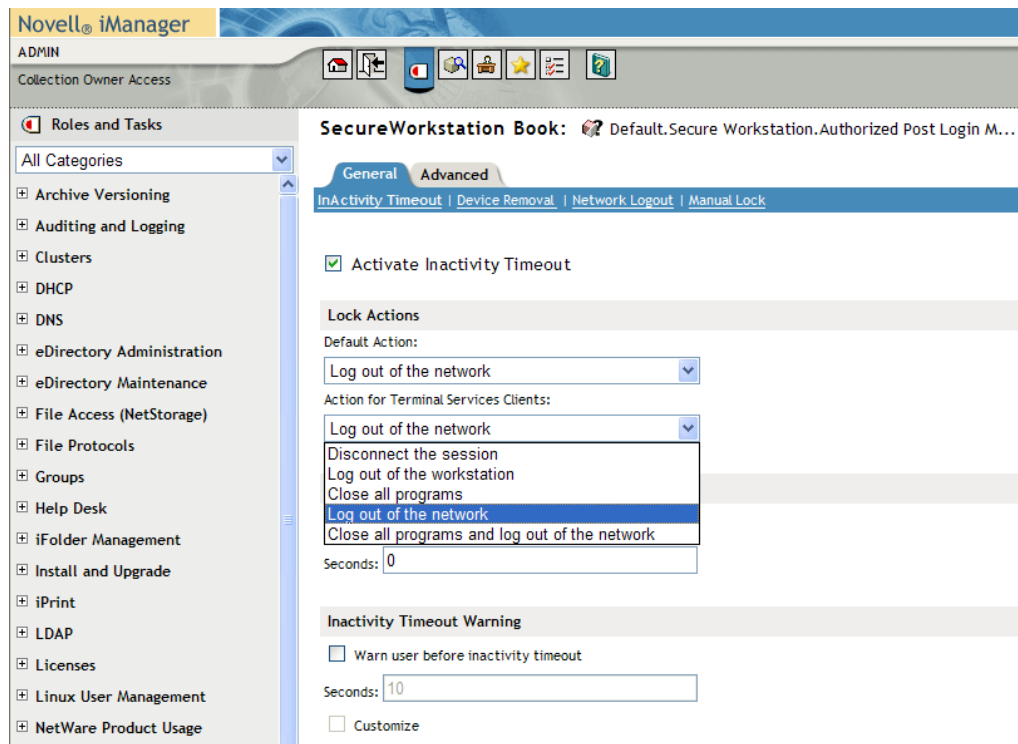 Novell® iManager
ADMIN
Collection Owner Access
Roles and Tasks
All Categories
Archive Versioning
Auditing and Logging
Clusters
DHCP
DNS
eDirectory Administration
eDirectory Maintenance
File Access (NetStorage)
File Protocols
Groups
Help Desk
iFolder Management
Install and Upgrade
iPrint
LDAP
Licenses
Linux User Management
NetWare Product Usage
SecureWorkstation Book: Default.Secure Workstation.Authorized Post Login M...
General Advanced
InActivity Timeout | Device Removal | Network Logout | Manual Lock
Activate Inactivity Timeout
Lock Actions
Default Action:
Log out of the network
Action for Terminal Services Clients:
Log out of the network
Disconnect the session
Log out of the workstation
Close all programs
Log out of the network
Close all programs and log out of the network
Seconds: 0
Inactivity Timeout Warning
Warn user before inactivity timeout
Seconds: 10
Customize